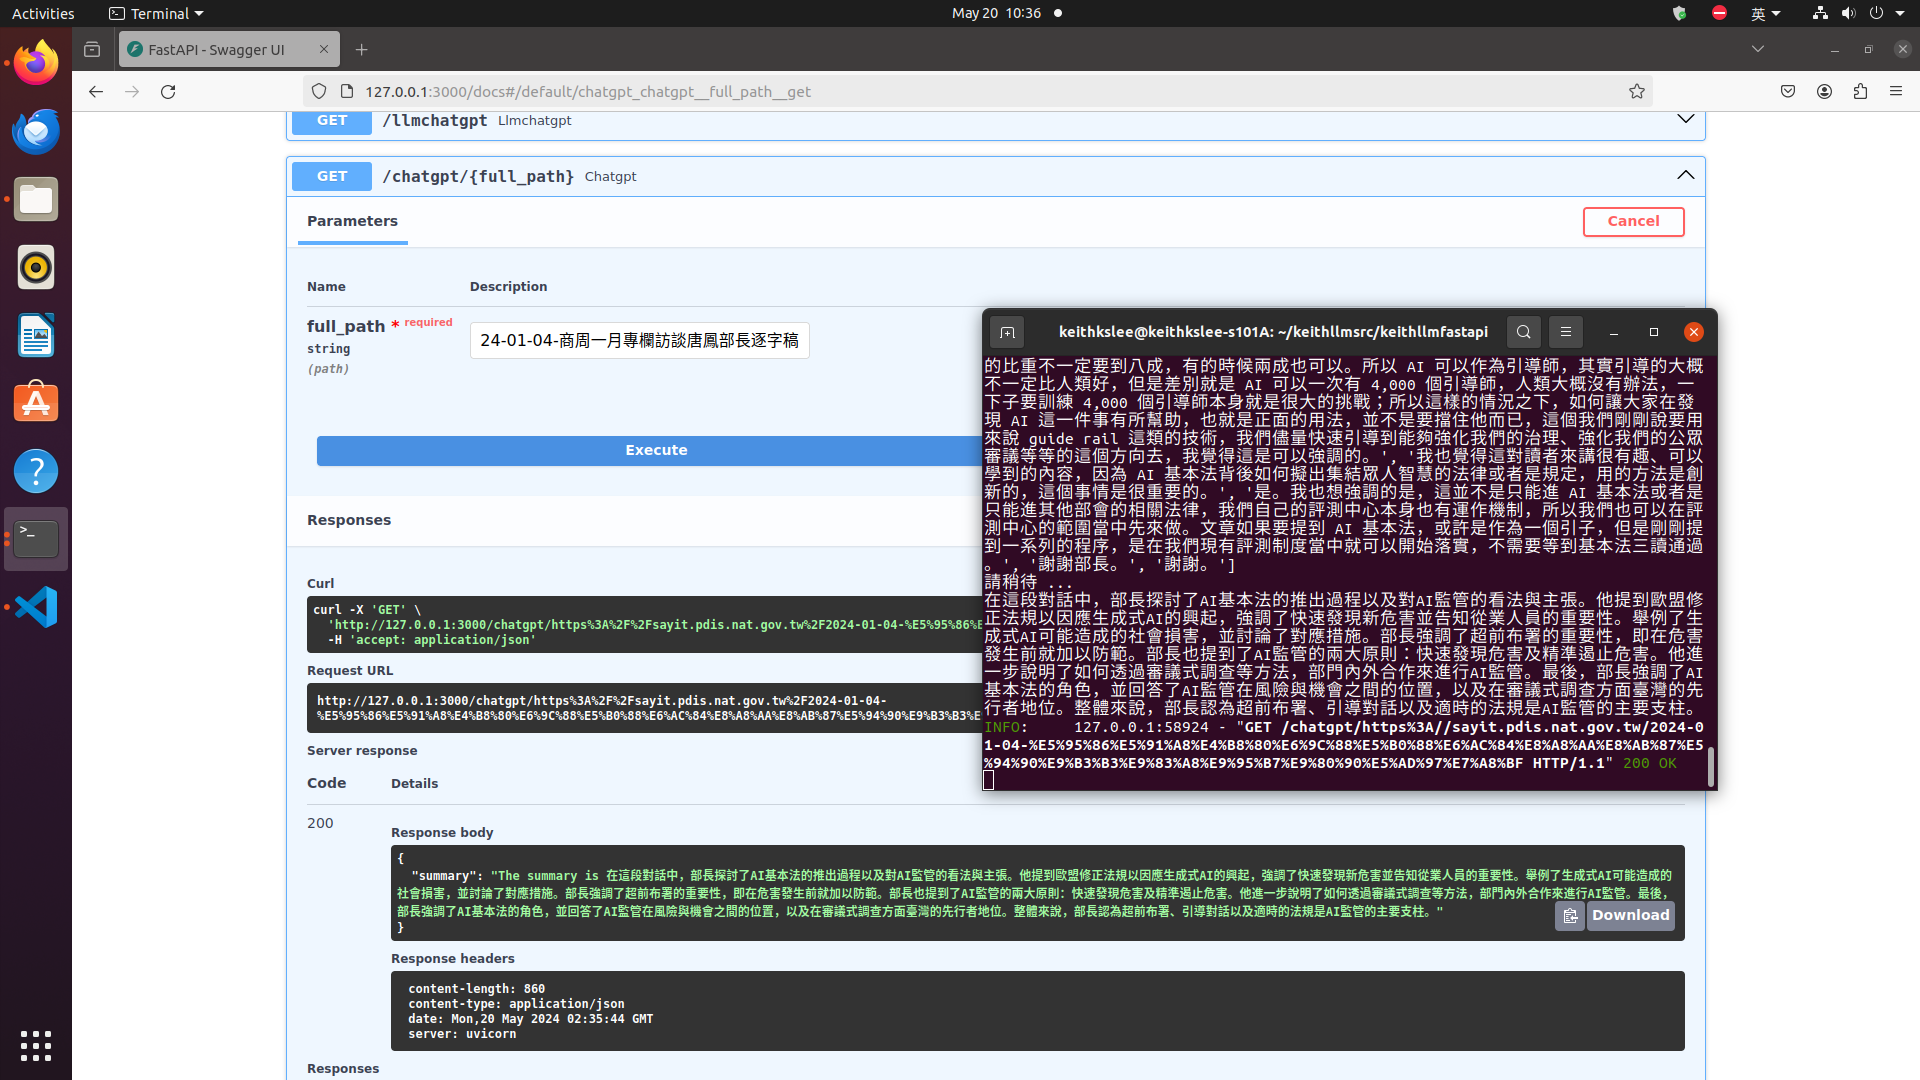 Activities
Terminal
May 20 10:36
英
FastAPI - Swagger UI
127.0.0.1:3000/docs#/default/chatgpt_chatgpt__full_path__get
GET /llmchatgpt Llmchatgpt
GET /chatgpt/{full_path} Chatgpt
Parameters
Cancel
Name Description
full_path * required
string
(path)
24-01-04-商周一月專欄訪談唐鳳部長逐字稿
Execute
Responses
Curl
curl -X 'GET' \
'http://127.0.0.1:3000/chatgpt/https%3A%2F%2Fsayit.pdis.nat.gov.tw%2F2024-01-04-%E5%95%86%E
-H 'accept: application/json'
Request URL
http://127.0.0.1:3000/chatgpt/https%3A%2F%2Fsayit.pdis.nat.gov.tw%2F2024-01-04-
%E5%95%86%E5%91%A8%E4%B8%80%E6%9C%88%E5%B0%88%E6%AC%84%E8%A8%AA%E8%AB%87%E5%94%90%E9%B3%B3%E
Server response
Code Details
200
Response body
{
"summary": "The summary is 在這段對話中，部長探討了AI基本法的推出過程以及對AI監管的看法與主張。他提到歐盟修正法規以因應生成式AI的興起，強調了快速發現新危害並告知從業人員的重要性。舉例了生成式AI可能造成的
社會損害，並討論了對應措施。部長強調了超前布署的重要性，即在危害發生前就加以防範。部長也提到了AI監管的兩大原則：快速發現危害及精準遏止危害。他進一步說明了如何透過審議式調查等方法，部門內外合作來進行AI監管。最後，
部長強調了AI基本法的角色，並回答了AI監管在風險與機會之間的位置，以及在審議式調查方面臺灣的先行者地位。整體來說，部長認為超前布署、引導對話以及適時的法規是AI監管的主要支柱。"
}
Download
Response headers
content-length: 860
content-type: application/json
date: Mon,20 May 2024 02:35:44 GMT
server: uvicorn
Responses
keithkslee@keithkslee-s101A: ~/keithllmsrc/keithllmfastapi
的比重不一定要到八成，有的時候兩成也可以。所以 AI 可以作為引導師，其實引導的大概
不一定比人類好，但是差別就是 AI 可以一次有 4,000 個引導師，人類大概沒有辦法，一
下子要訓練 4,000 個引導師本身就是很大的挑戰；所以這樣的情況之下，如何讓大家在發
現 AI 這一件事有所幫助，也就是正面的用法，並不是要擋住他而已，這個我們剛剛說要用
來說 guide rail 這類的技術，我們儘量快速引導到能夠強化我們的治理、強化我們的公眾
審議等等的這個方向去，我覺得這是可以強調的。', '我也覺得這對讀者來講很有趣、可以
學到的內容，因為 AI 基本法背後如何擬出集結眾人智慧的法律或者是規定，用的方法是創
新的，這個事情是很重要的。', '是。我也想強調的是，這並不是只能進 AI 基本法或者是
只能進其他部會的相關法律，我們自己的評測中心本身也有運作機制，所以我們也可以在評
測中心的範圍當中先來做。文章如果要提到 AI 基本法，或許是作為一個引子，但是剛剛提
到一系列的程序，是在我們現有評測制度當中就可以開始落實，不需要等到基本法三讀通過
。', '謝謝部長。', '謝謝。']
請稍待 ...
在這段對話中，部長探討了AI基本法的推出過程以及對AI監管的看法與主張。他提到歐盟修
正法規以因應生成式AI的興起，強調了快速發現新危害並告知從業人員的重要性。舉例了生
成式AI可能造成的社會損害，並討論了對應措施。部長強調了超前布署的重要性，即在危害
發生前就加以防範。部長也提到了AI監管的兩大原則：快速發現危害及精準遏止危害。他進
一步說明了如何透過審議式調查等方法，部門內外合作來進行AI監管。最後，部長強調了AI
基本法的角色，並回答了AI監管在風險與機會之間的位置，以及在審議式調查方面臺灣的先
行者地位。整體來說，部長認為超前布署、引導對話以及適時的法規是AI監管的主要支柱。
INFO: 127.0.0.1:58924 - "GET /chatgpt/https%3A//sayit.pdis.nat.gov.tw/2024-0
1-04-%E5%95%86%E5%91%A8%E4%B8%80%E6%9C%88%E5%B0%88%E6%AC%84%E8%A8%AA%E8%AB%87%E5
%94%90%E9%B3%B3%E9%83%A8%E9%95%B7%E9%80%90%E5%AD%97%E7%A8%BF HTTP/1.1" 200 OK